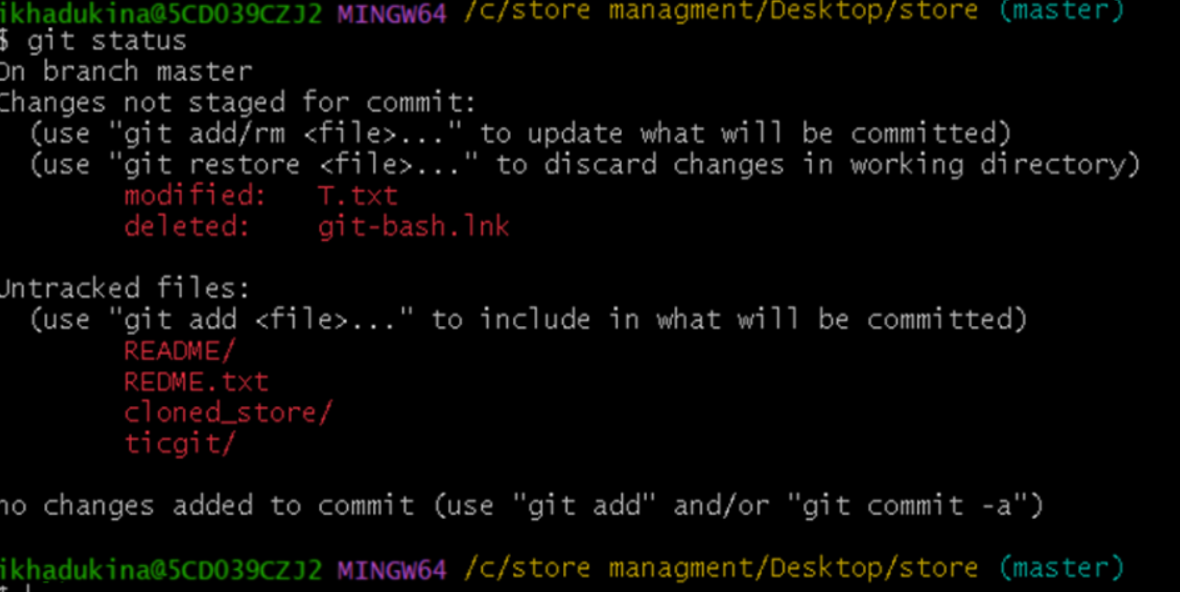 ikhadukina@5CD039CZJ2 MINGW64 /c/store managment/Desktop/store (master)
$ git status
On branch master
Changes not staged for commit:
(use "git add/rm <file>..." to update what will be committed)
(use "git restore <file>..." to discard changes in working directory)
modified: T.txt
deleted: git-bash.lnk
Untracked files:
(use "git add <file>..." to include in what will be committed)
README/
REDME.txt
cloned_store/
ticgit/
no changes added to commit (use "git add" and/or "git commit -a")
ikhadukina@5CD039CZJ2 MINGW64 /c/store managment/Desktop/store (master)